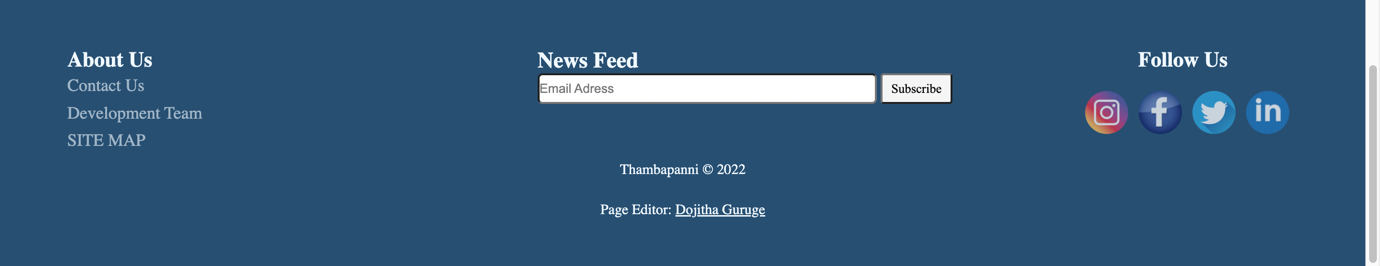 About Us
Contact Us
Development Team
SITE MAP
News Feed
Email Adress
Subscribe
Follow Us
Thambapanni © 2022
Page Editor: Dojitha Guruge